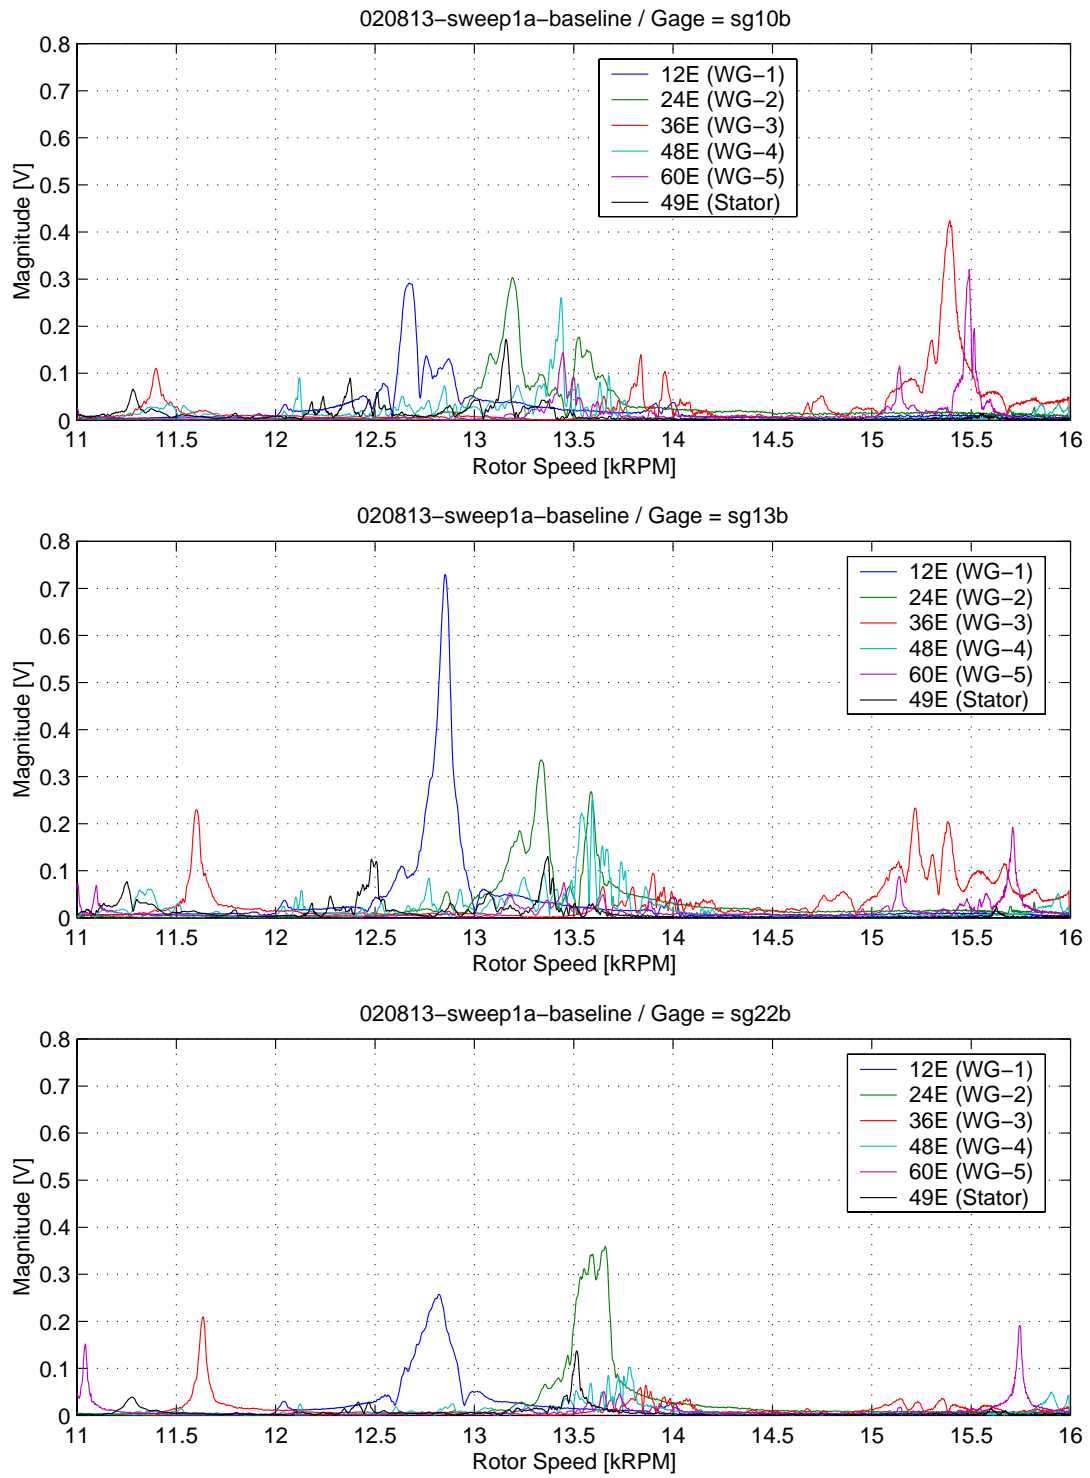 020813−sweep1a−baseline / Gage = sg10b
0.8
0.7
0.6
0.5
0.4
0.3
0.2
0.1
0
Magnitude [V]
12E (WG−1)
24E (WG−2)
36E (WG−3)
48E (WG−4)
60E (WG−5)
49E (Stator)
11 11.5 12 12.5 13 13.5 14 14.5 15 15.5 16
Rotor Speed [kRPM]
020813−sweep1a−baseline / Gage = sg13b
0.8
0.7
0.6
0.5
0.4
0.3
0.2
0.1
0
Magnitude [V]
12E (WG−1)
24E (WG−2)
36E (WG−3)
48E (WG−4)
60E (WG−5)
49E (Stator)
11 11.5 12 12.5 13 13.5 14 14.5 15 15.5 16
Rotor Speed [kRPM]
020813−sweep1a−baseline / Gage = sg22b
0.8
0.7
0.6
0.5
0.4
0.3
0.2
0.1
0
Magnitude [V]
12E (WG−1)
24E (WG−2)
36E (WG−3)
48E (WG−4)
60E (WG−5)
49E (Stator)
11 11.5 12 12.5 13 13.5 14 14.5 15 15.5 16
Rotor Speed [kRPM]